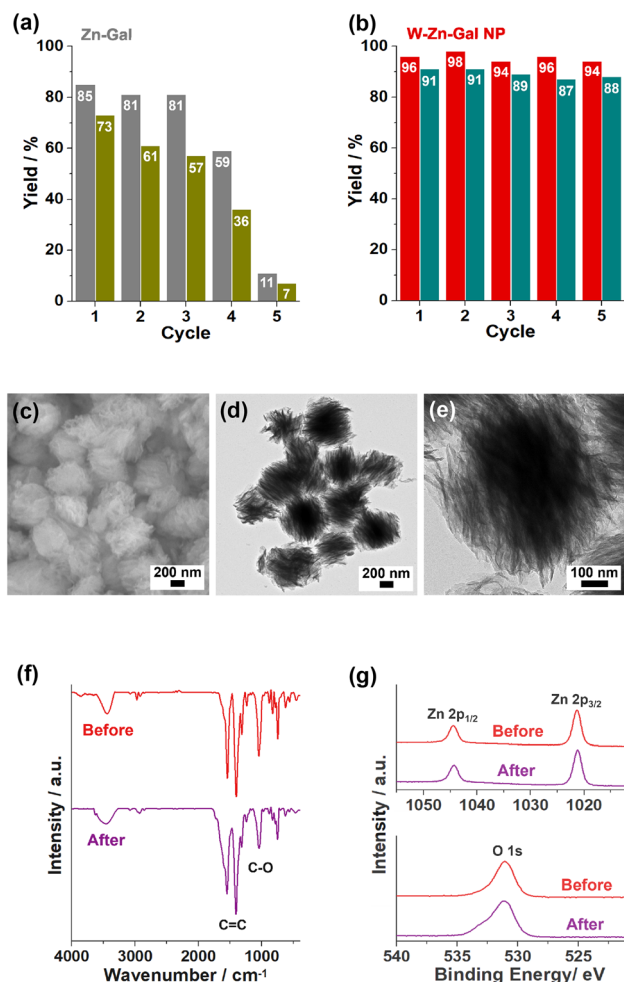 (a)
Zn-Gal
Yield / %
100
80
60
40
20
0
85
73
81
61
81
57
59
36
11
7
1 2 3 4 5
Cycle
(b)
W-Zn-Gal NP
Yield / %
100
80
60
40
20
0
96
91
98
91
94
89
96
87
94
88
1 2 3 4 5
Cycle
(c)
200 nm
(d)
200 nm
(e)
100 nm
(f)
Intensity / a.u.
Before
After
C-O
C=C
4000 3000 2000 1000
Wavenumber / cm-1
(g)
Intensity / a.u.
Zn 2p1/2
Zn 2p3/2
Before
After
1050 1040 1030 1020
O 1s
Before
After
540 535 530 525
Binding Energy/ eV